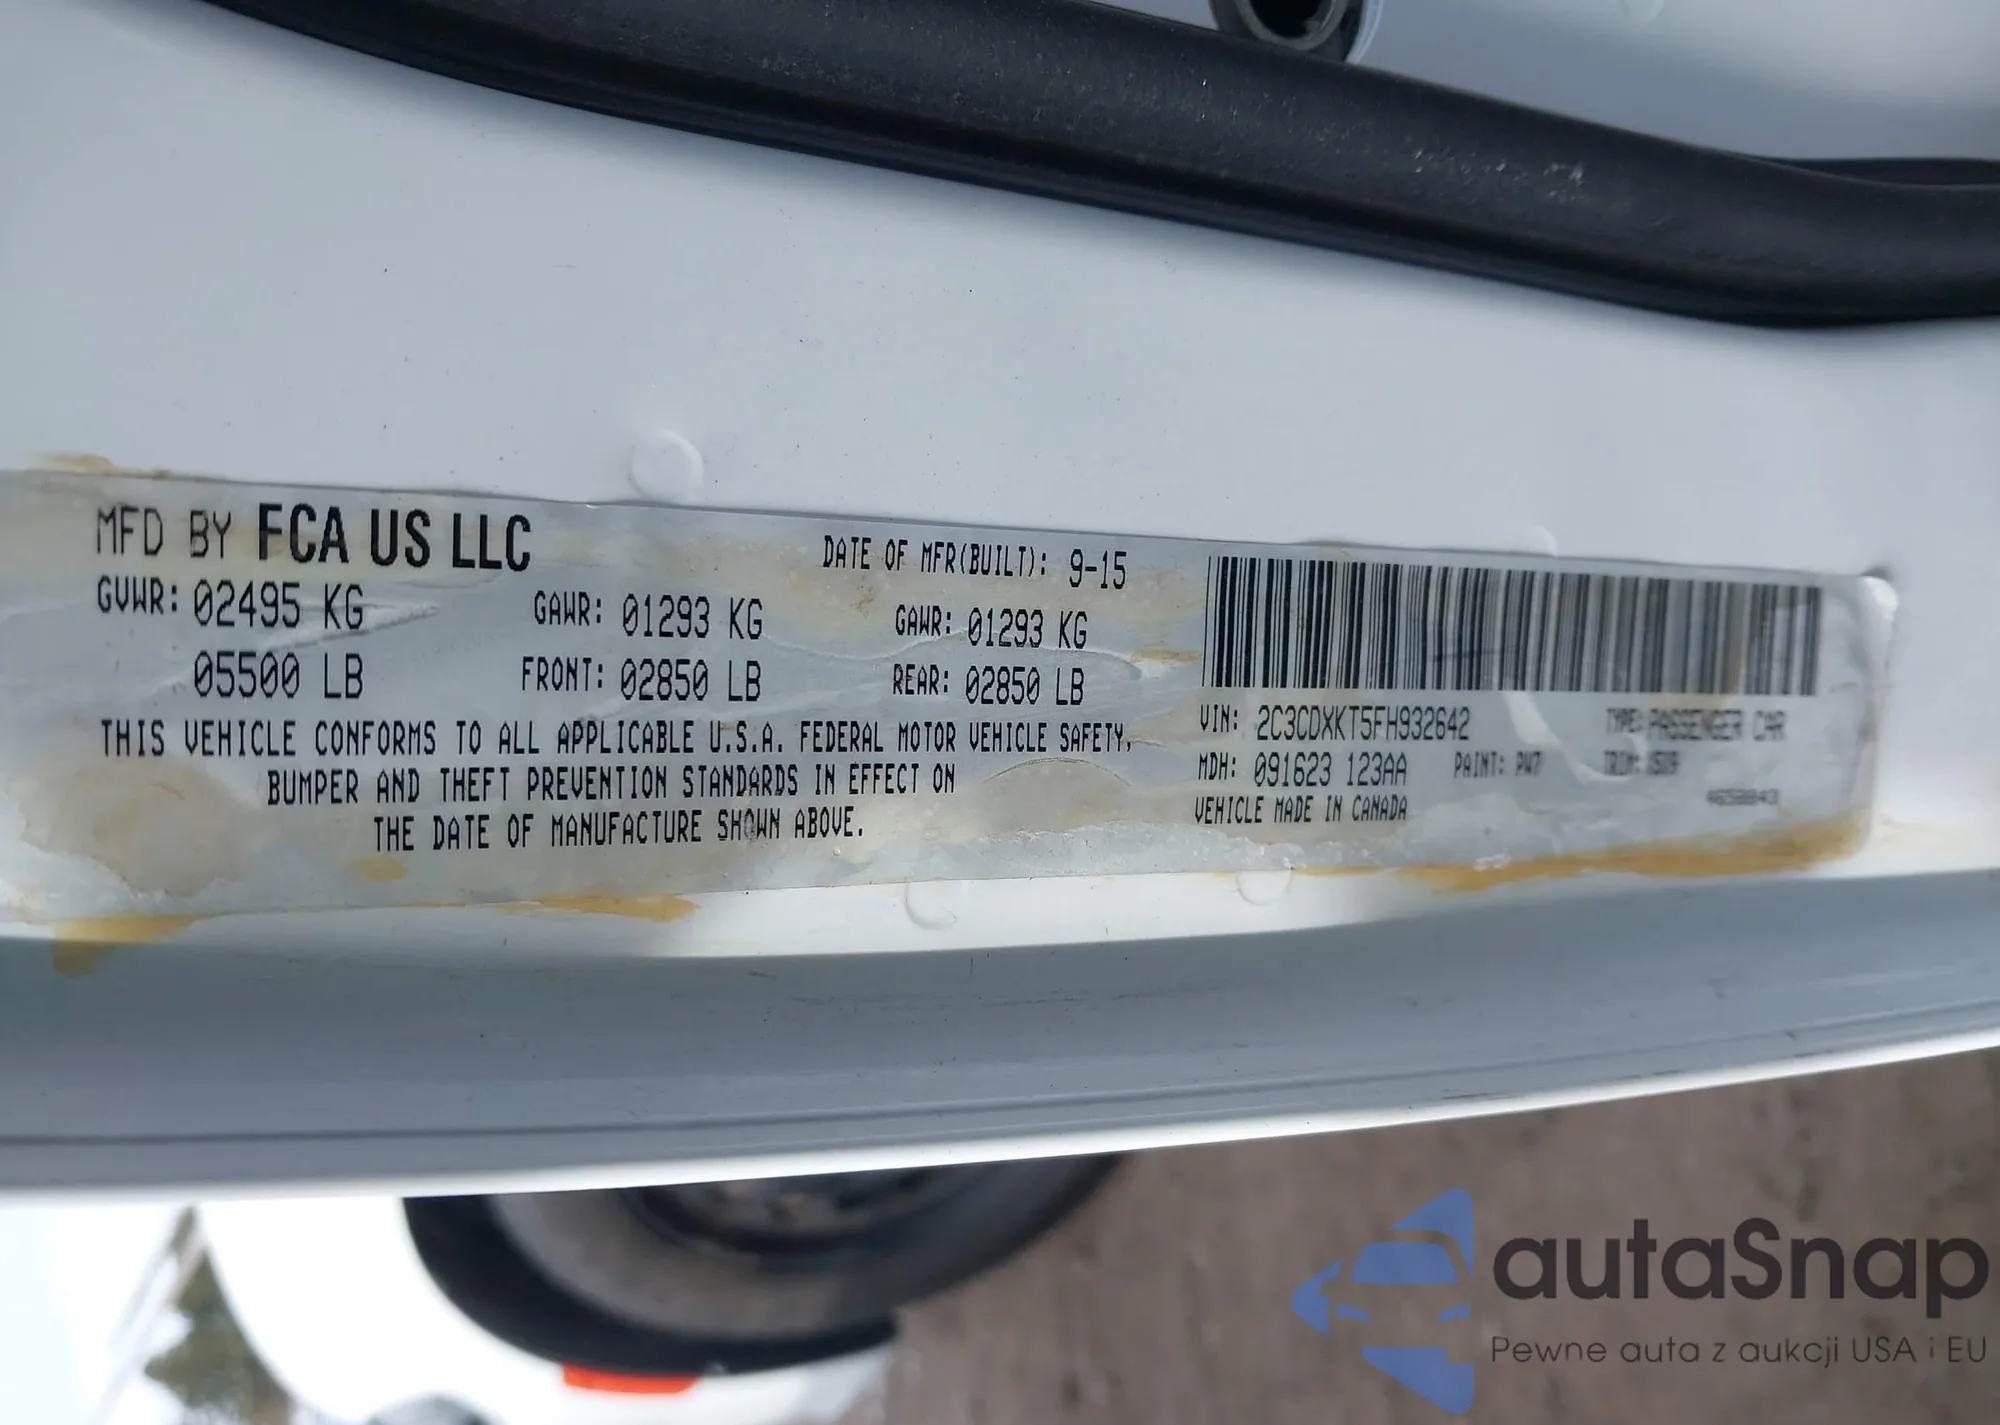 MFD BY FCA US LLC DATE OF MFR(BUILT): 9-15
GVWR: 02495 KG GAWR: 01293 KG GAWR: 01293 KG
05500 LB FRONT: 02850 LB REAR: 02850 LB
THIS VEHICLE CONFORMS TO ALL APPLICABLE U.S.A. FEDERAL MOTOR VEHICLE SAFETY,
BUMPER AND THEFT PREVENTION STANDARDS IN EFFECT ON
THE DATE OF MANUFACTURE SHOWN ABOVE.
VIN: 2C3CDXKT5FH932642 TYPE: PASSENGER CAR
MDH: 091623 123AA PAINT: PW7 TRIM:
VEHICLE MADE IN CANADA
autaSnap
Pewne auta z aukcji USA i EU